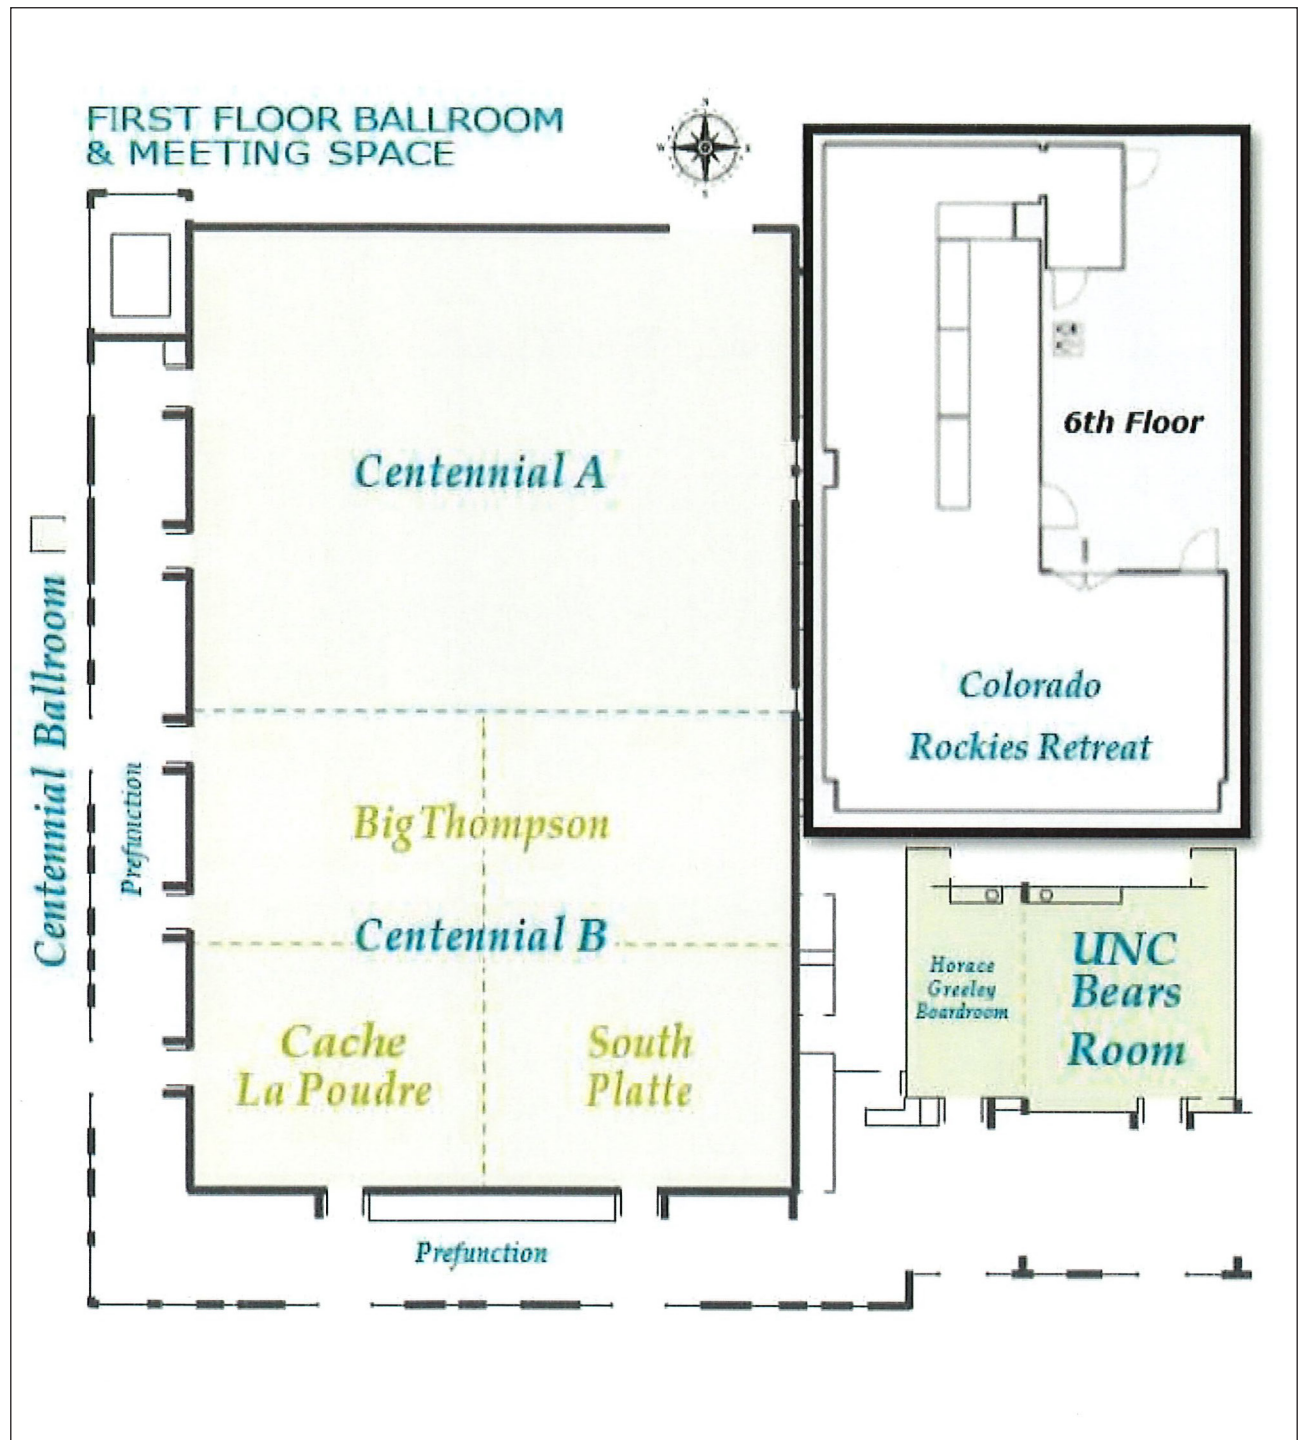 FIRST FLOOR BALLROOM
& MEETING SPACE
N
W
E
S
6th Floor
Centennial A
Centennial Ballroom
Colorado
Rockies Retreat
Prefunction
Big Thompson
Centennial B
Horace
Greeley
Boardroom
UNC
Bears
Room
Cache
La Poudre
South
Platte
Prefunction